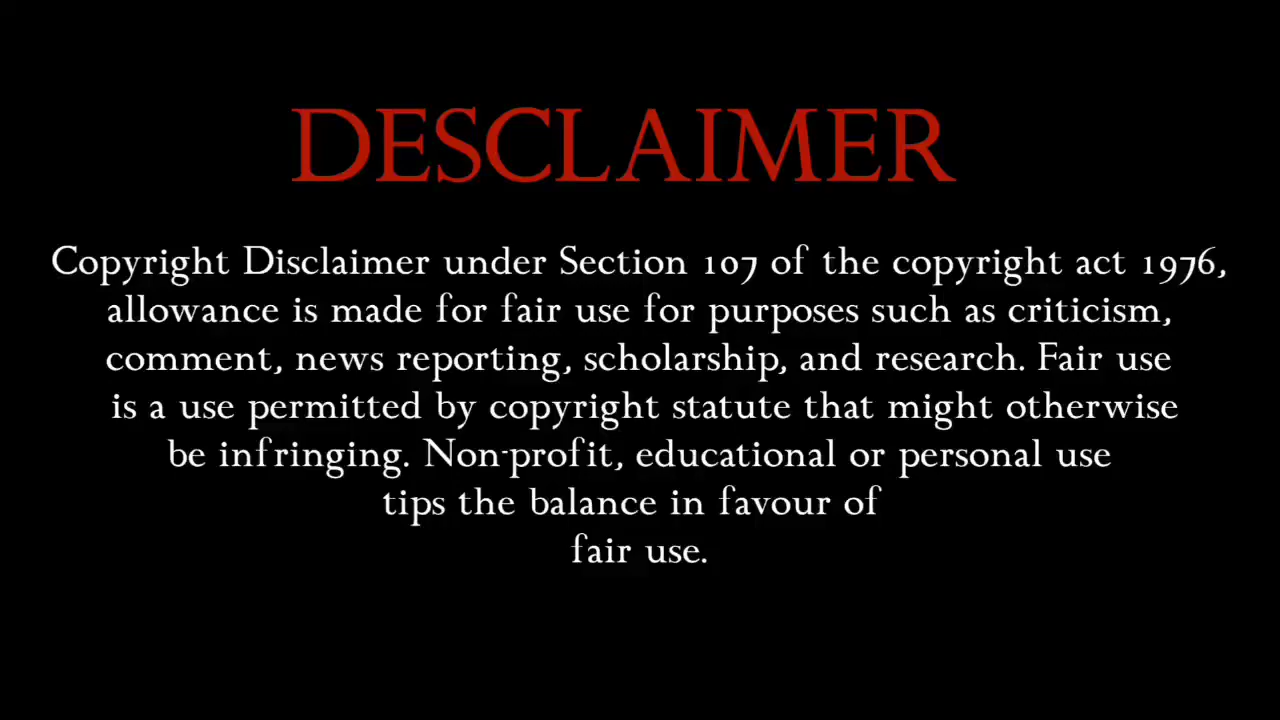 DESCLAIMER
Copyright Disclaimer under Section 107 of the copyright act 1976,
allowance is made for fair use for purposes such as criticism,
comment, news reporting, scholarship, and research. Fair use
is a use permitted by copyright statute that might otherwise
be infringing. Non-profit, educational or personal use
tips the balance in favour of
fair use.